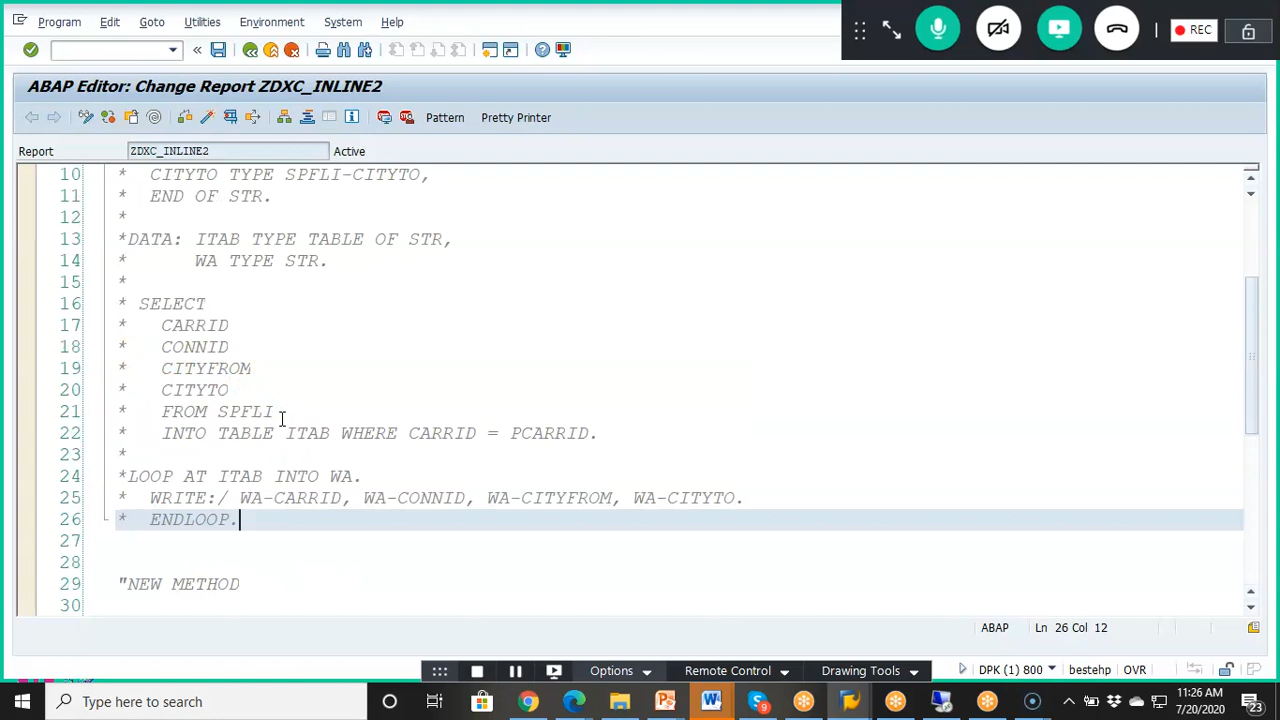 Program Edit Goto Utilities Environment System Help
REC
ABAP Editor: Change Report ZDXC_INLINE2
Pattern Pretty Printer
Report ZDXC_INLINE2 Active
10 * CITYTO TYPE SPFLI-CITYTO,
11 * END OF STR.
12 *
13 *DATA: ITAB TYPE TABLE OF STR,
14 * WA TYPE STR.
15 *
16 * SELECT
17 * CARRID
18 * CONNID
19 * CITYFROM
20 * CITYTO
21 * FROM SPFLI
22 * INTO TABLE ITAB WHERE CARRID = PCARRID.
23 *
24 *LOOP AT ITAB INTO WA.
25 * WRITE:/ WA-CARRID, WA-CONNID, WA-CITYFROM, WA-CITYTO.
26 * ENDLOOP.
27
28
29 "NEW METHOD
30
ABAP Ln 26 Col 12
Options Remote Control Drawing Tools
DPK (1) 800 bestehp OVR
Type here to search
9
11:26 AM
7/20/2020
23